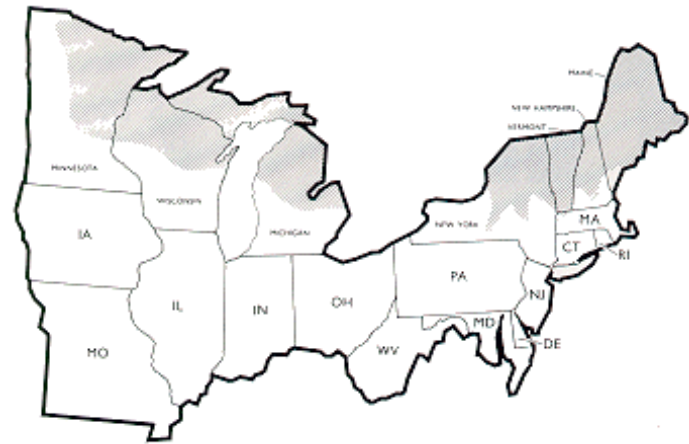 MAINE
NEW HAMPSHIRE
VERMONT
MINNESOTA
WISCONSIN
MICHIGAN
NEW YORK
IA
MA
CT
RI
PA
IL
IN
OH
NJ
MD
DE
MO
WV